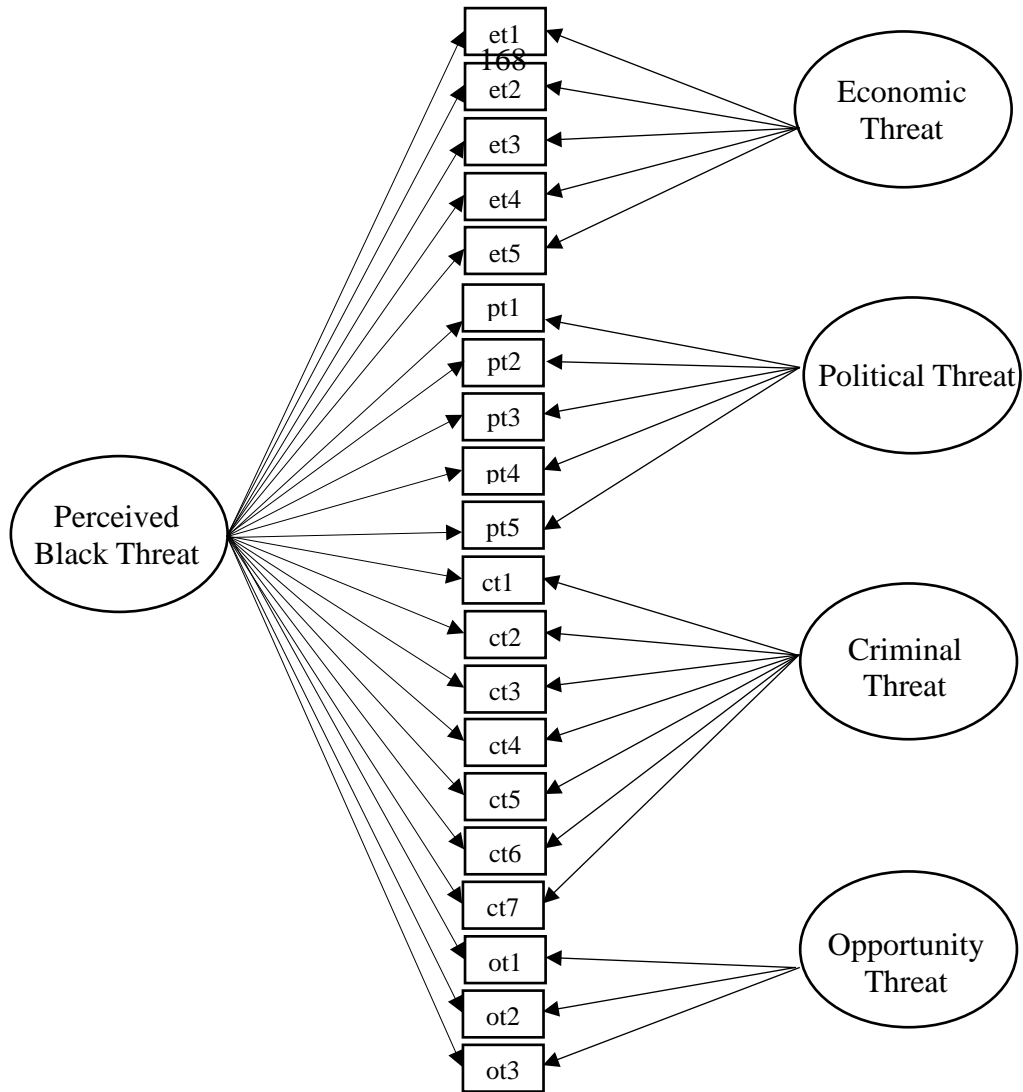 et1
168
et2
et3
et4
et5
pt1
pt2
pt3
pt4
pt5
ct1
ct2
ct3
ct4
ct5
ct6
ct7
ot1
ot2
ot3
Perceived
Black Threat
Economic
Threat
Political Threat
Criminal
Threat
Opportunity
Threat